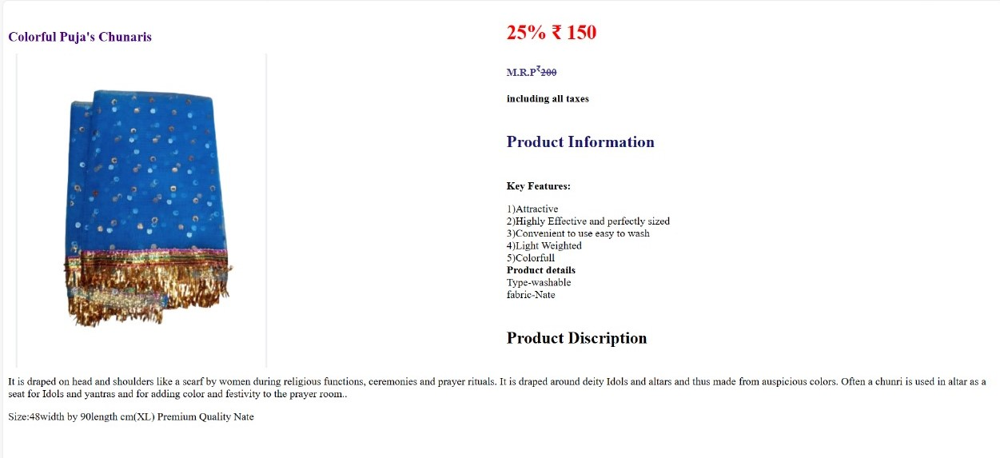 Colorful Puja's Chunaris
25% ₹ 150
M.R.P₹200
including all taxes
Product Information
Key Features:
1)Attractive
2)Highly Effective and perfectly sized
3)Convenient to use easy to wash
4)Light Weighted
5)Colorfull
Product details
Type-washable
fabric-Nate
Product Discription
It is draped on head and shoulders like a scarf by women during religious functions, ceremonies and prayer rituals. It is draped around deity Idols and altars and thus made from auspicious colors. Often a chunri is used in altar as a
seat for Idols and yantras and for adding color and festivity to the prayer room..
Size:48width by 90length cm(XL) Premium Quality Nate